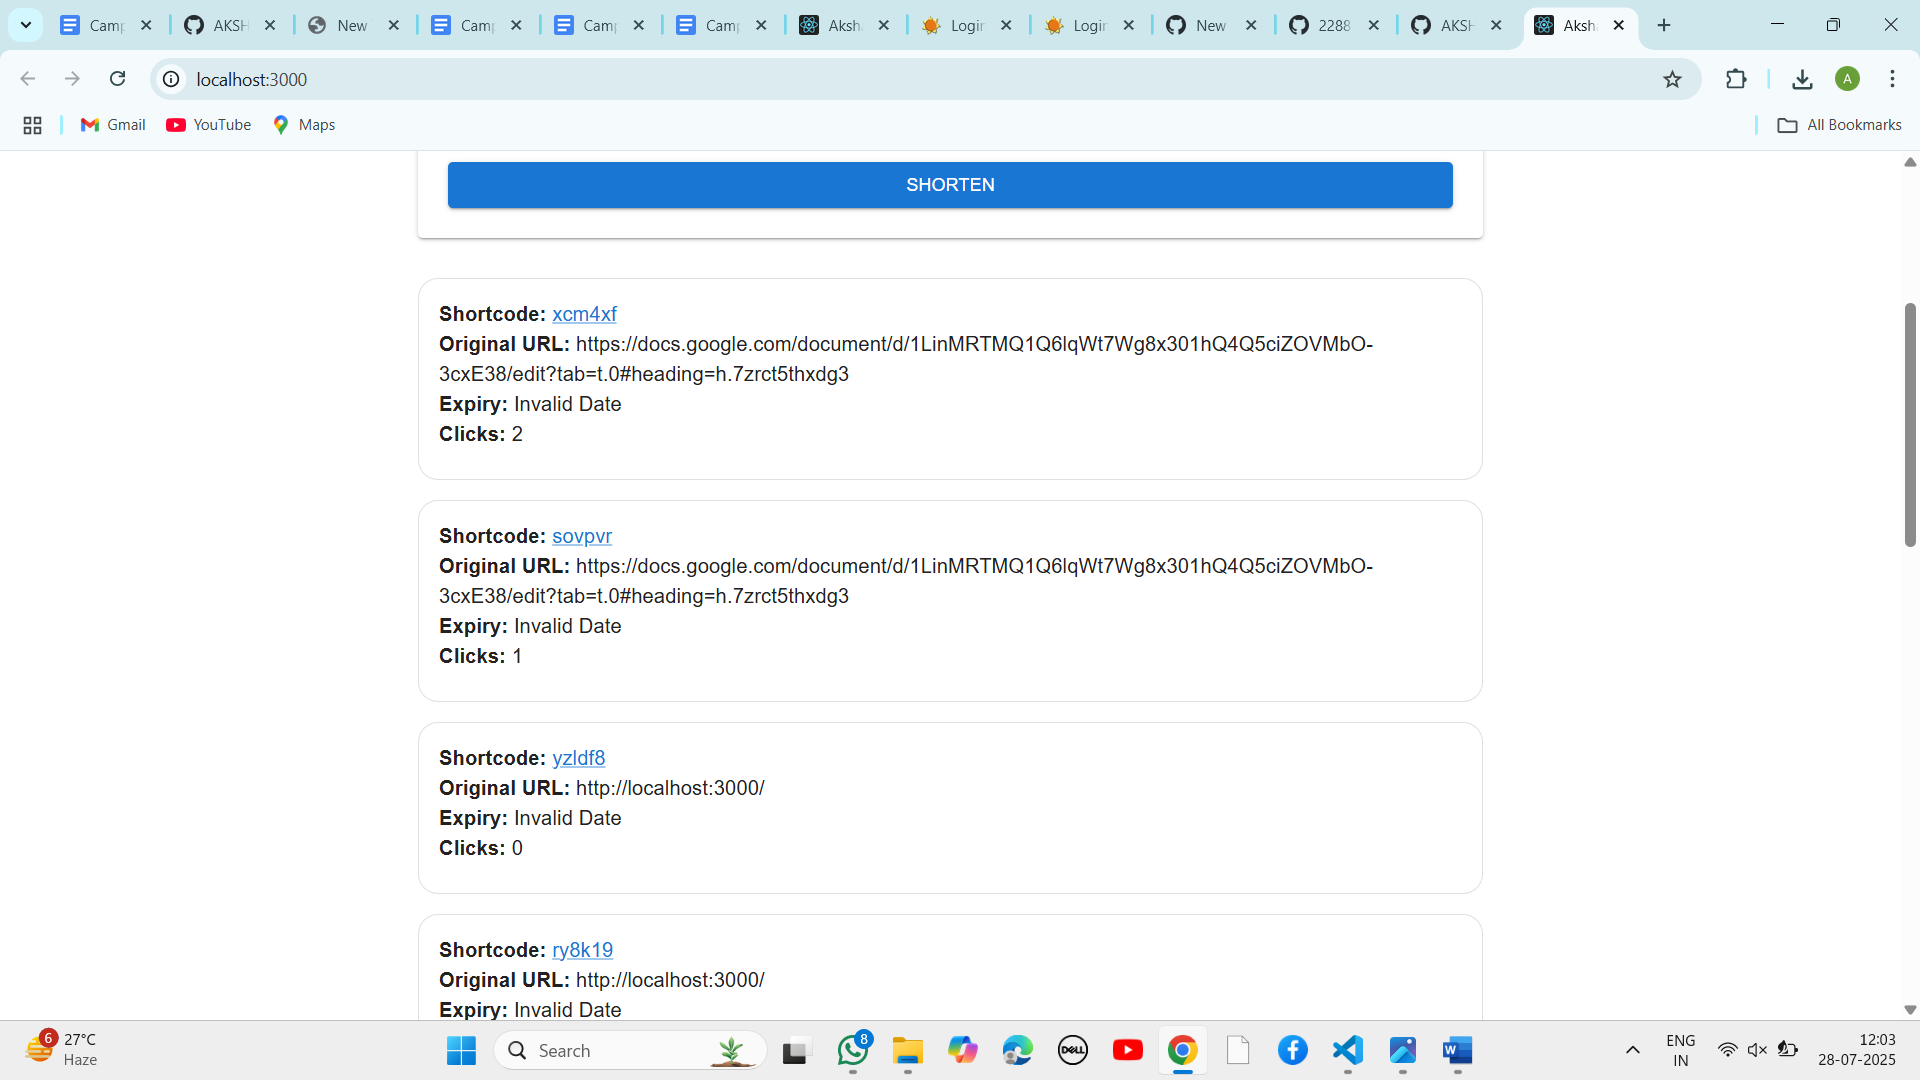 Camp
AKSH
New
Camp
Camp
Camp
Aksha
Login
Login
New
2288
AKSH
Aksha
localhost:3000
A
Gmail
YouTube
Maps
All Bookmarks
SHORTEN
Shortcode: xcm4xf
Original URL: https://docs.google.com/document/d/1LinMRTMQ1Q6lqWt7Wg8x301hQ4Q5ciZOVMbO-
3cxE38/edit?tab=t.0#heading=h.7zrct5thxdg3
Expiry: Invalid Date
Clicks: 2
Shortcode: sovpvr
Original URL: https://docs.google.com/document/d/1LinMRTMQ1Q6lqWt7Wg8x301hQ4Q5ciZOVMbO-
3cxE38/edit?tab=t.0#heading=h.7zrct5thxdg3
Expiry: Invalid Date
Clicks: 1
Shortcode: yzldf8
Original URL: http://localhost:3000/
Expiry: Invalid Date
Clicks: 0
Shortcode: ry8k19
Original URL: http://localhost:3000/
Expiry: Invalid Date
6
27°C
Haze
Search
8
DELL
W
ENG
IN
12:03
28-07-2025